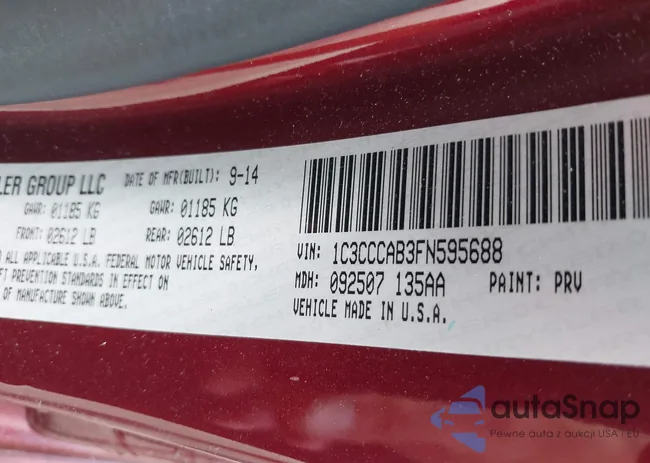 LER GROUP LLC DATE OF MFR(BUILT): 9-14
GAWR: 01185 KG GAWR: 01185 KG
FRONT: 02612 LB REAR: 02612 LB
ALL APPLICABLE U.S.A. FEDERAL MOTOR VEHICLE SAFETY,
PREVENTION STANDARDS IN EFFECT ON
OF MANUFACTURE SHOWN ABOVE.
VIN: 1C3CCCAB3FN595688
MDH: 092507 135AA PAINT: PRV
VEHICLE MADE IN U.S.A.
autoSnap
Pewne auta z aukcji USA i EU